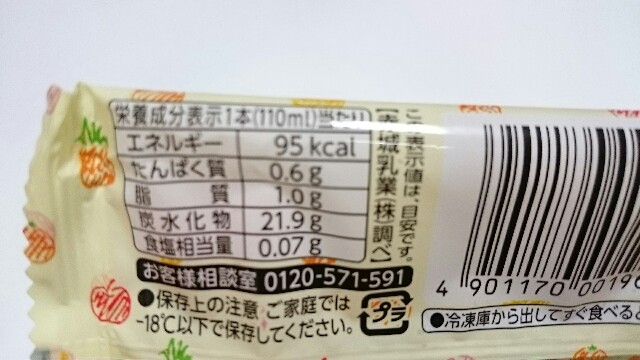 栄養成分表示1本(110ml)当たり
エネルギー 95 kcal
たんぱく質 0.6 g
脂質 1.0 g
炭水化物 21.9 g
食塩相当量 0.07 g
この表示値は、目安です。
【赤城乳業(株)調べ】
お客様相談室 0120-571-591
●保存上の注意 ご家庭では
-18℃以下で保存してください。
プラ
4 901170 00196
●冷凍庫から出してすぐ食べると